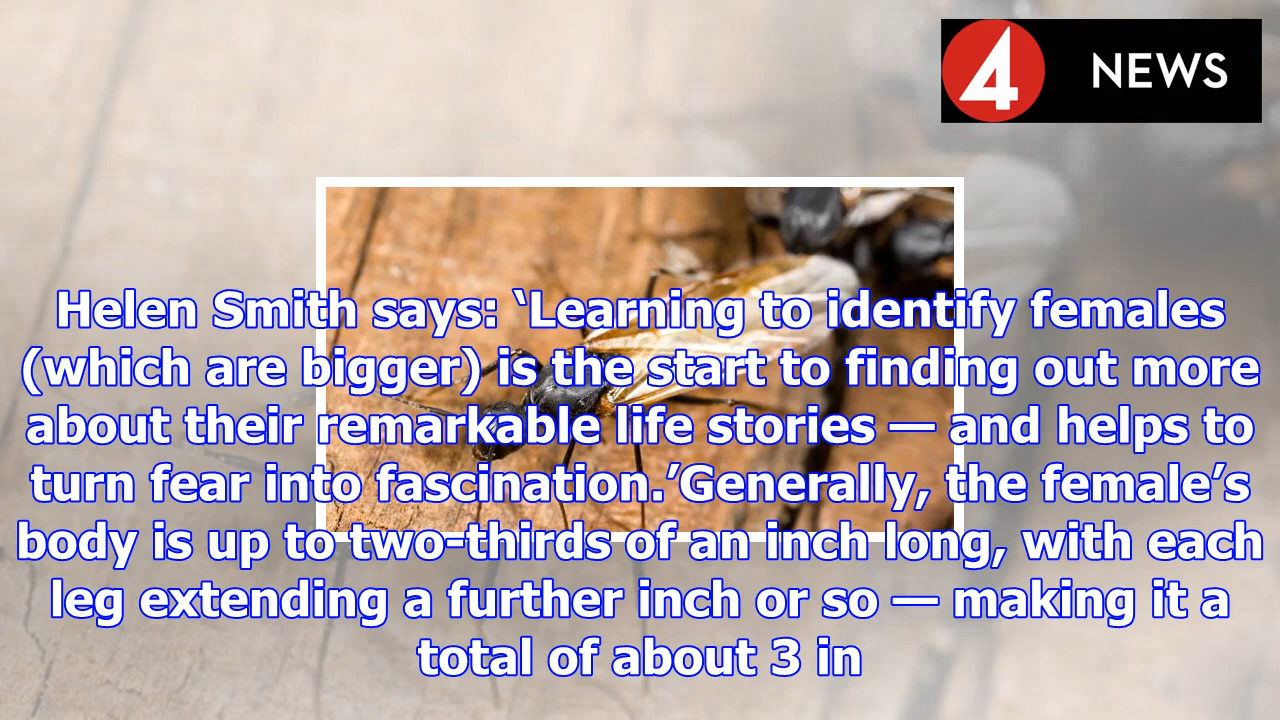 4 NEWS
Helen Smith says: ‘Learning to identify females
(which are bigger) is the start to finding out more
about their remarkable life stories — and helps to
turn fear into fascination.’Generally, the female’s
body is up to two-thirds of an inch long, with each
leg extending a further inch or so — making it a
total of about 3 in